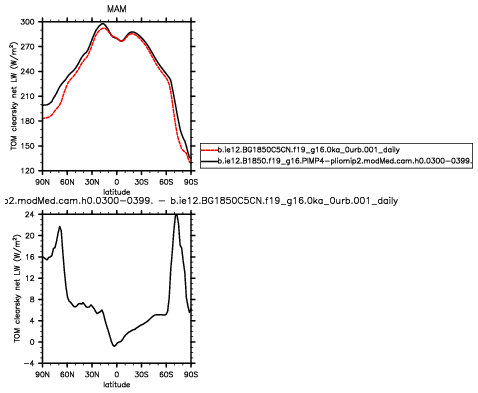 MAM
TOM clearsky net LW (W/m²)
300
270
240
210
180
150
120
90N 60N 30N 0 30S 60S 90S
latitude
b.ie12.BG1850C5CN.f19_g16.0ka_0urb.001_daily
b.ie12.B1850.f19_g16.PlMP4-pliomip2.modMed.cam.h0.0300-0399.
p2.modMed.cam.h0.0300-0399. - b.ie12.BG1850C5CN.f19_g16.0ka_0urb.001_daily
TOM clearsky net LW (W/m²)
24
20
16
12
8
4
0
-4
90N 60N 30N 0 30S 60S 90S
latitude